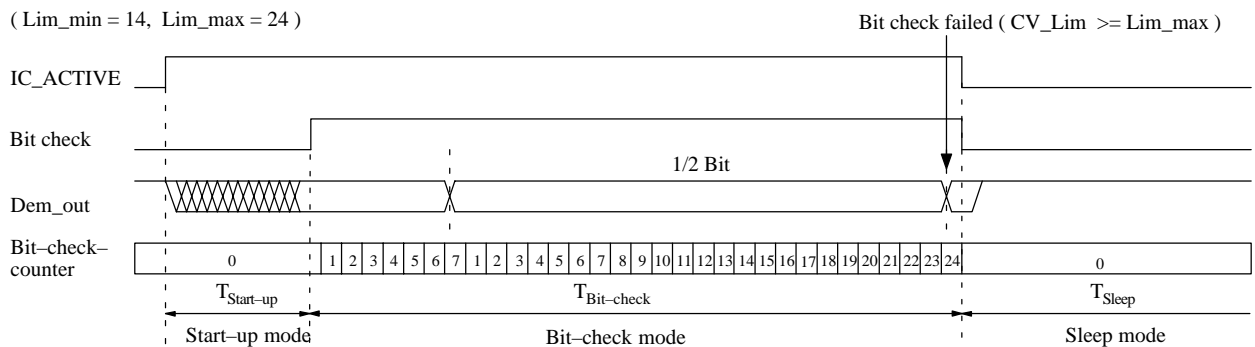 ( Lim_min = 14, Lim_max = 24 )
Bit check failed ( CV_Lim >= Lim_max )
IC_ACTIVE
Bit check
1/2 Bit
Dem_out
Bit–check–
counter
0 1 2 3 4 5 6 7 1 2 3 4 5 6 7 8 9 10 11 12 13 14 15 16 17 18 19 20 21 22 23 24 0
TStart–up TBit–check TSleep
Start–up mode Bit–check mode Sleep mode